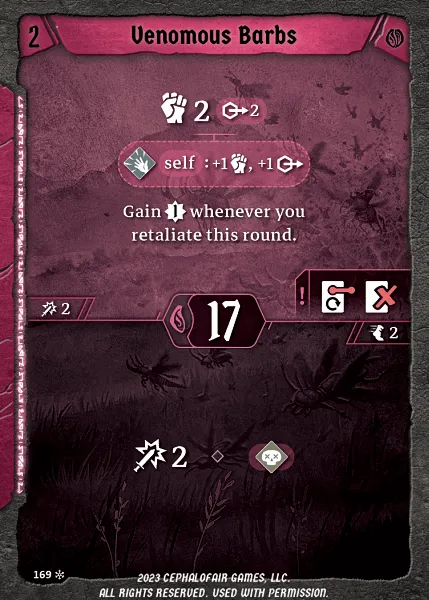 2
Venomous Barbs
2 2
self : +1 , +1
Gain 1 whenever you
retaliate this round.
2
17
!
2
2
169
2023 CEPHALOFAIR GAMES, LLC.
ALL RIGHTS RESERVED. USED WITH PERMISSION.